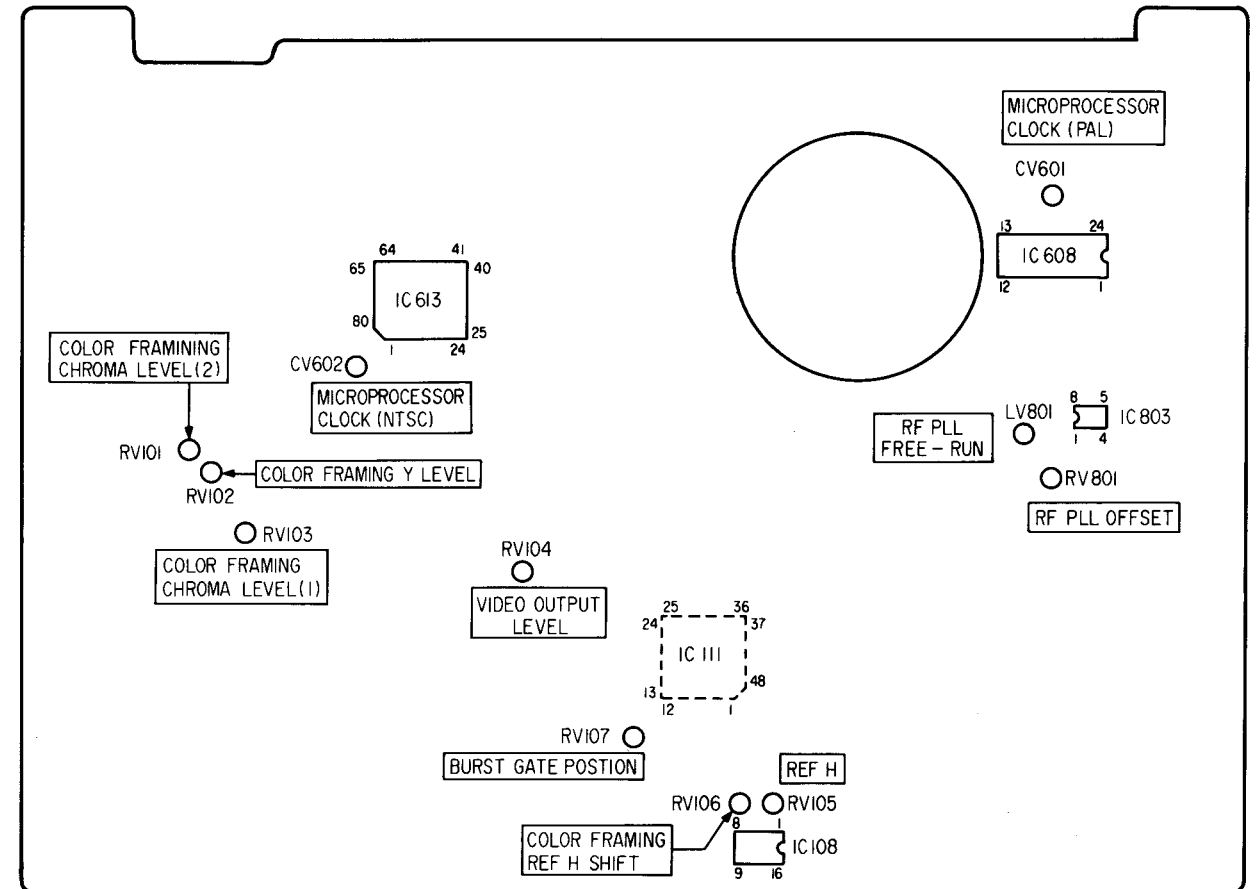 MICROPROCESSOR
CLOCK (PAL)
CV601
13 24
IC 608
12 1
64 41
65 40
IC 613
80 25
1 24
COLOR FRAMINING
CHROMA LEVEL(2)
CV602
MICROPROCESSOR
CLOCK (NTSC)
RV101
RV102
COLOR FRAMING Y LEVEL
RV103
COLOR FRAMING
CHROMA LEVEL(1)
RF PLL
FREE - RUN
LV801
8 5
IC 803
1 4
RV 801
RF PLL OFFSET
RV104
VIDEO OUTPUT
LEVEL
25 36
24 37
IC 111
13 48
12 1
RV107
BURST GATE POSTION
REF H
RV106
RV105
8 1
IC108
9 16
COLOR FRAMING
REF H SHIFT